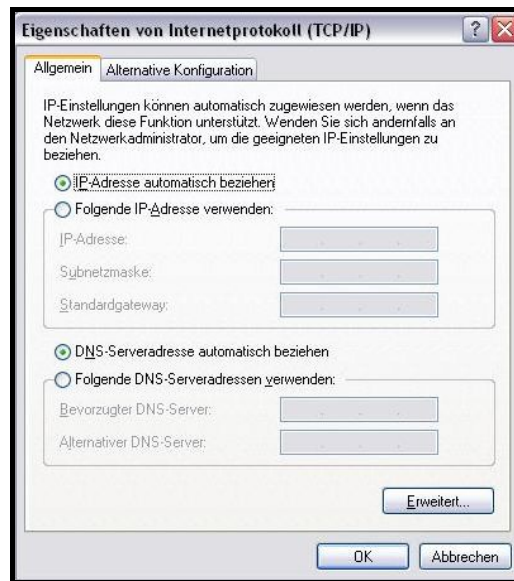 Eigenschaften von Internetprotokoll (TCP/IP)
Allgemein
Alternative Konfiguration
IP-Einstellungen können automatisch zugewiesen werden, wenn das
Netzwerk diese Funktion unterstützt. Wenden Sie sich andernfalls an
den Netzwerkadministrator, um die geeigneten IP-Einstellungen zu
beziehen.
IP-Adresse automatisch beziehen
Folgende IP-Adresse verwenden:
IP-Adresse:
Subnetzmaske:
Standardgateway:
DNS-Serveradresse automatisch beziehen
Folgende DNS-Serveradressen verwenden:
Bevorzugter DNS-Server:
Alternativer DNS-Server:
Erweitert...
OK
Abbrechen